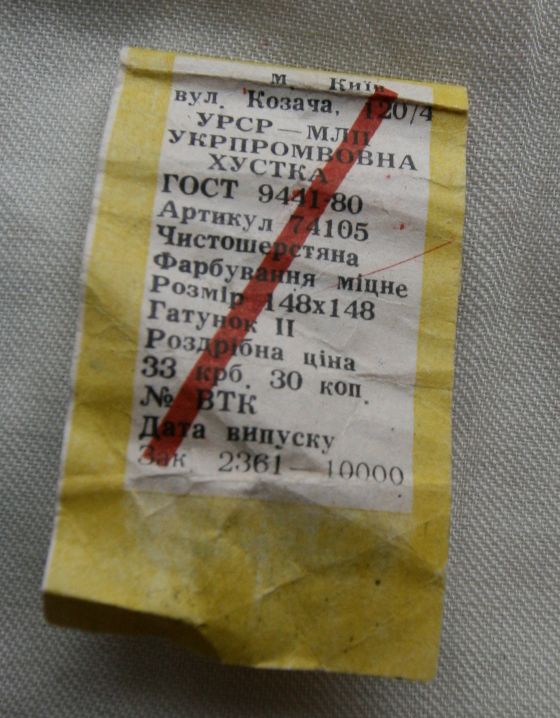 м. Київ
вул. Козача, 120/4
УРСР — МЛП
УКРПРОМВОВНА
ХУСТКА
ГОСТ 9441-80
Артикул 74105
Чистошерстяна
Фарбування міцне
Розмір 148х148
Гатунок II
Роздрібна ціна
33 крб. 30 коп.
№ ВТК
Дата випуску
Зак 2361 — 10000